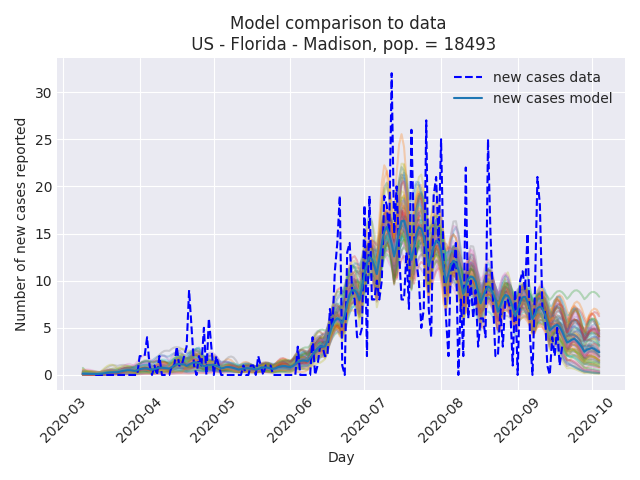 Model comparison to data
US - Florida - Madison, pop. = 18493
new cases data
new cases model
Number of new cases reported
30
25
20
15
10
5
0
2020-03
2020-04
2020-05
2020-06
2020-07
2020-08
2020-09
2020-10
Day